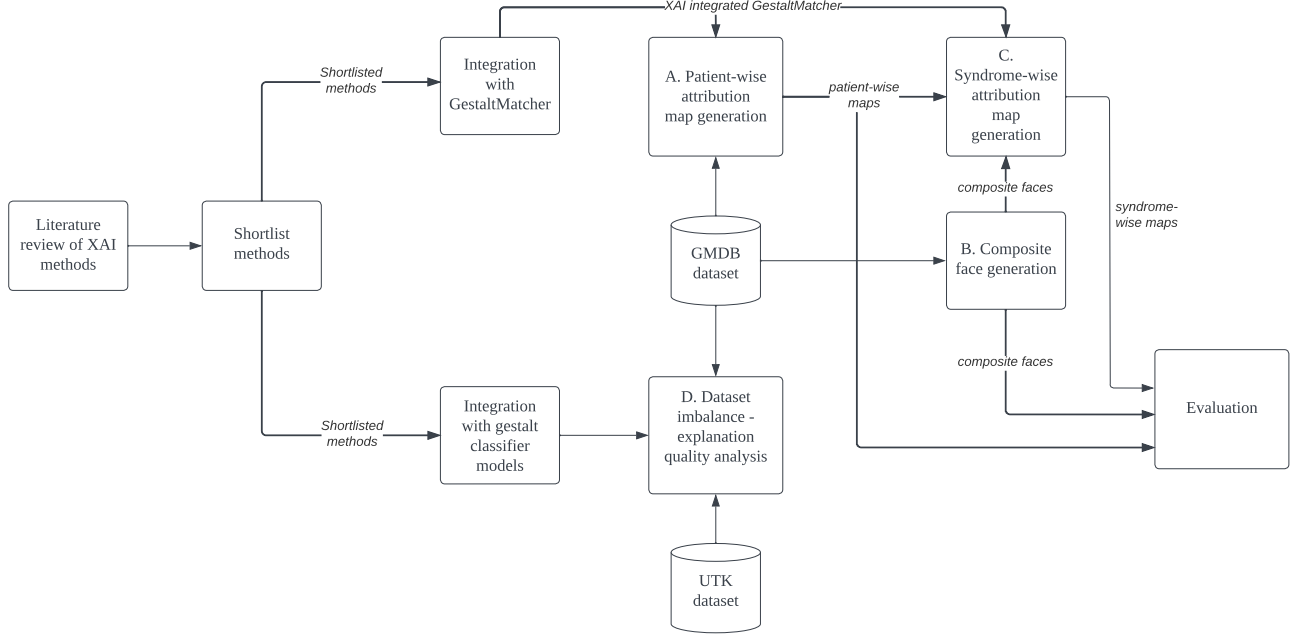 XAI integrated GestaltMatcher
Integration
with
GestaltMatcher
Shortlisted
methods
A. Patient-wise
attribution
map generation
patient-wise
maps
C.
Syndrome-wise
attribution
map
generation
composite faces
syndrome-
wise maps
Literature
review of XAI
methods
Shortlist
methods
GMDB
dataset
B. Composite
face generation
composite faces
Evaluation
Shortlisted
methods
Integration
with gestalt
classifier
models
D. Dataset
imbalance -
explanation
quality analysis
UTK
dataset